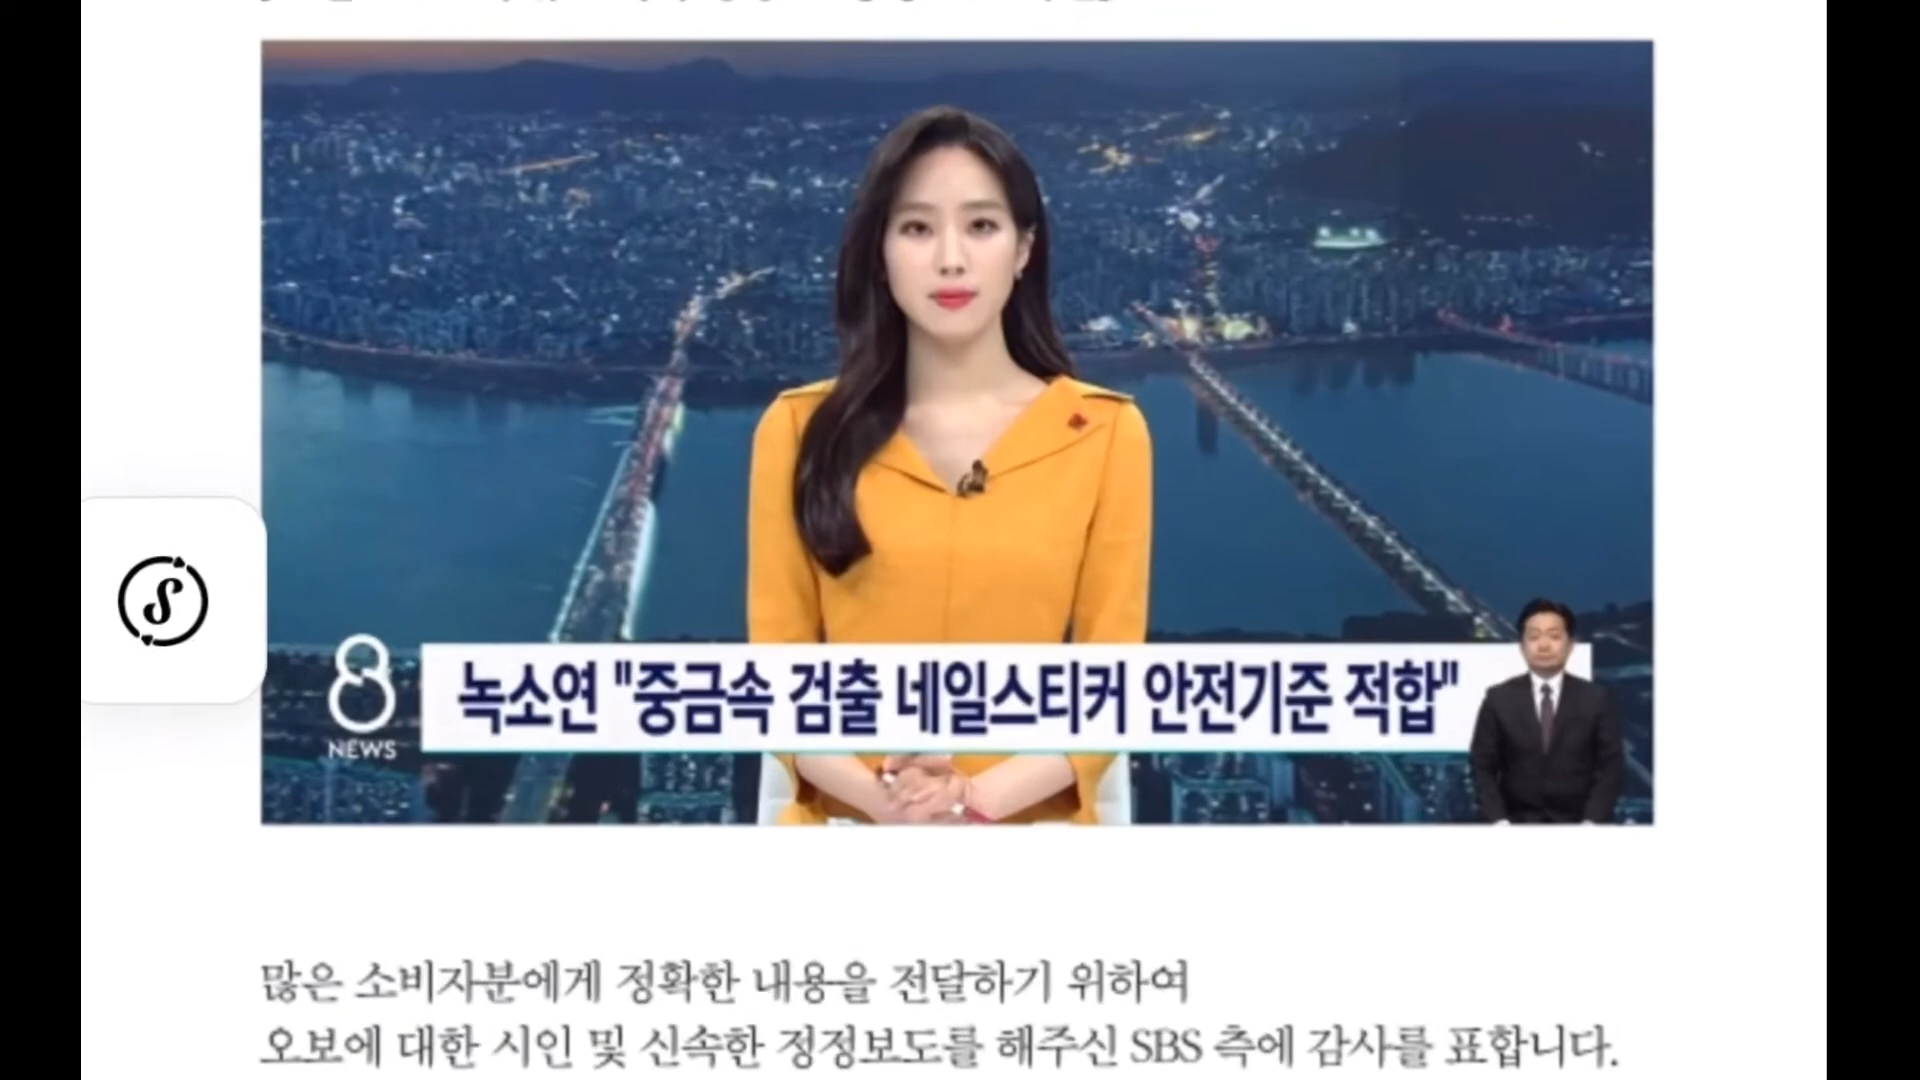 녹소연 "중금속 검출 네일스티커 안전기준 적합"
8
NEWS
S
많은 소비자분에게 정확한 내용을 전달하기 위하여
오보에 대한 시인 및 신속한 정정보도를 해주신 SBS 측에 감사를 표합니다.